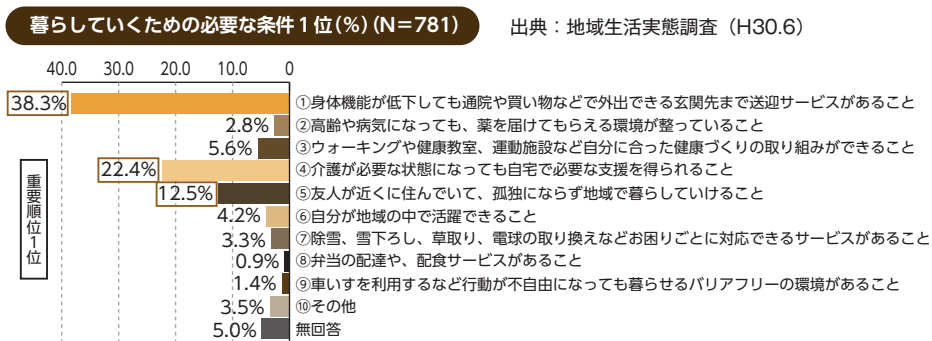 暮らしていくための必要な条件1位(%)(N=781)
出典:地域生活実態調査(H30.6)
40.0 30.0 20.0 10.0 0
38.3% ①身体機能が低下しても通院や買い物などで外出できる玄関先まで送迎サービスがあること
2.8% ②高齢や病気になっても、薬を届けてもらえる環境が整っていること
5.6% ③ウォーキングや健康教室、運動施設など自分に合った健康づくりの取り組みができること
22.4% ④介護が必要な状態になっても自宅で必要な支援を得られること
12.5% ⑤友人が近くに住んでいて、孤独にならず地域で暮らしていけること
4.2% ⑥自分が地域の中で活躍できること
3.3% ⑦除雪、雪下ろし、草取り、電球の取り換えなどお困りごとに対応できるサービスがあること
0.9% ⑧弁当の配達や、配食サービスがあること
1.4% ⑨車いすを利用するなど行動が不自由になっても暮らせるバリアフリーの環境があること
3.5% ⑩その他
5.0% 無回答
重要順位1位